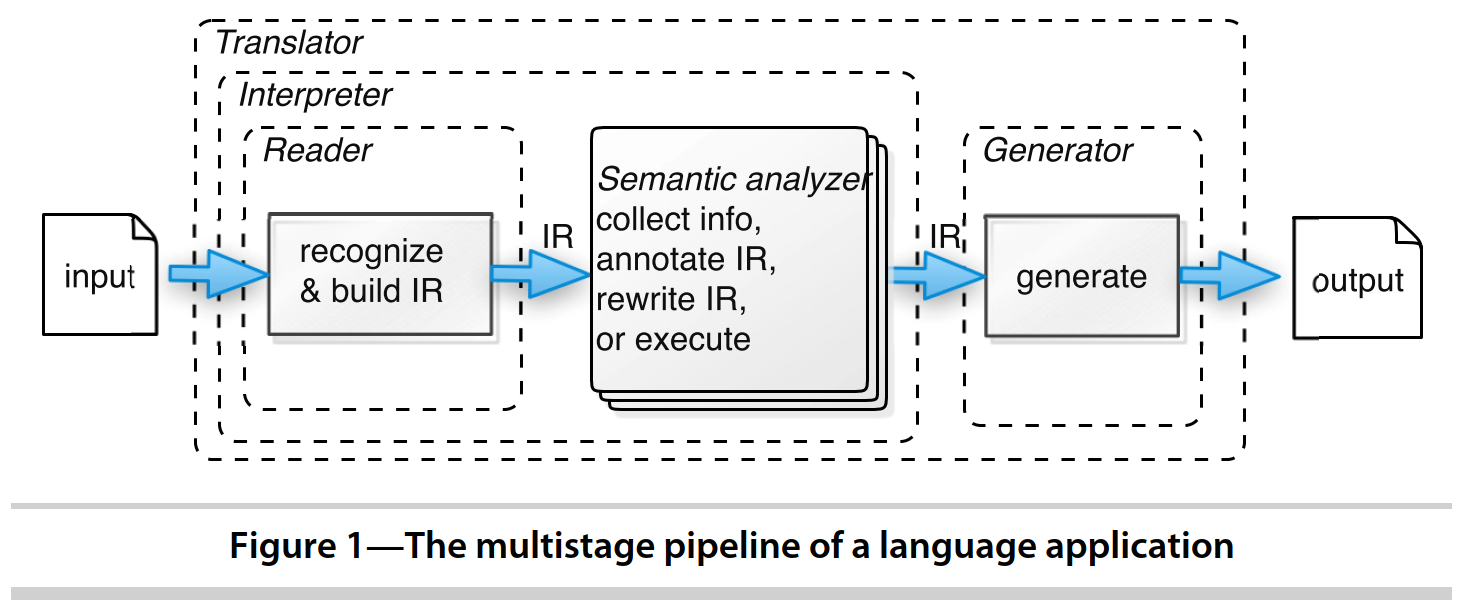 Translator
Interpreter
Reader
Generator
input
recognize
& build IR
IR
Semantic analyzer
collect info,
annotate IR,
rewrite IR,
or execute
IR
generate
output
Figure 1—The multistage pipeline of a language application